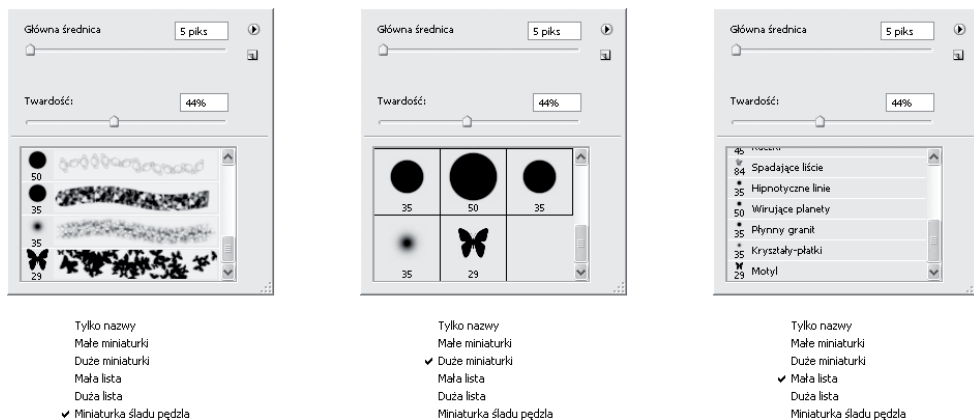 Główna średnica 5 piks
Twardość: 44%
50
35
35
29
Tylko nazwy
Małe miniaturki
Duże miniaturki
Mała lista
Duża lista
Miniaturka śladu pędzla
Główna średnica 5 piks
Twardość: 44%
35 50 35
35 29
Tylko nazwy
Małe miniaturki
Duże miniaturki
Mała lista
Duża lista
Miniaturka śladu pędzla
Główna średnica 5 piks
Twardość: 44%
45
84 Spadające liście
35 Hipnotyczne linie
50 Wirujące planety
35 Płynny granit
35 Kryształy-płatki
29 Motyl
Tylko nazwy
Małe miniaturki
Duże miniaturki
Mała lista
Duża lista
Miniaturka śladu pędzla